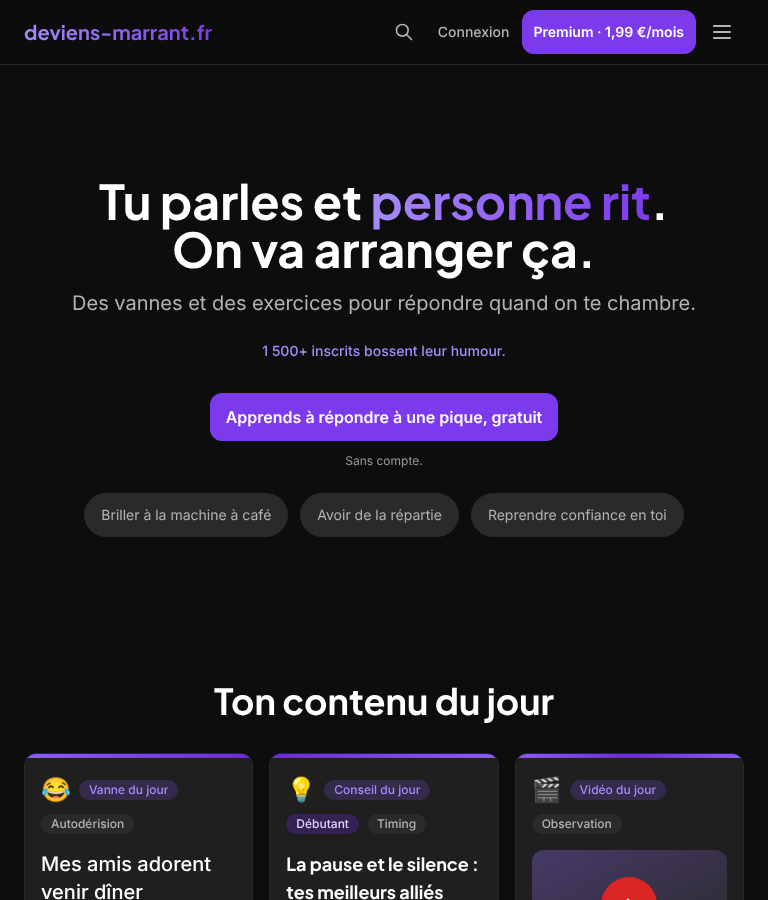 deviens-marrant.fr
Connexion
Premium · 1,99 €/mois
Tu parles et personne rit.
On va arranger ça.
Des vannes et des exercices pour répondre quand on te chambre.
1 500+ inscrits bossent leur humour.
Apprends à répondre à une pique, gratuit
Sans compte.
Briller à la machine à café
Avoir de la répartie
Reprendre confiance en toi
Ton contenu du jour
Vanne du jour
Autodérision
Mes amis adorent
venir dîner
Conseil du jour
Débutant
Timing
La pause et le silence :
tes meilleurs alliés
Vidéo du jour
Observation